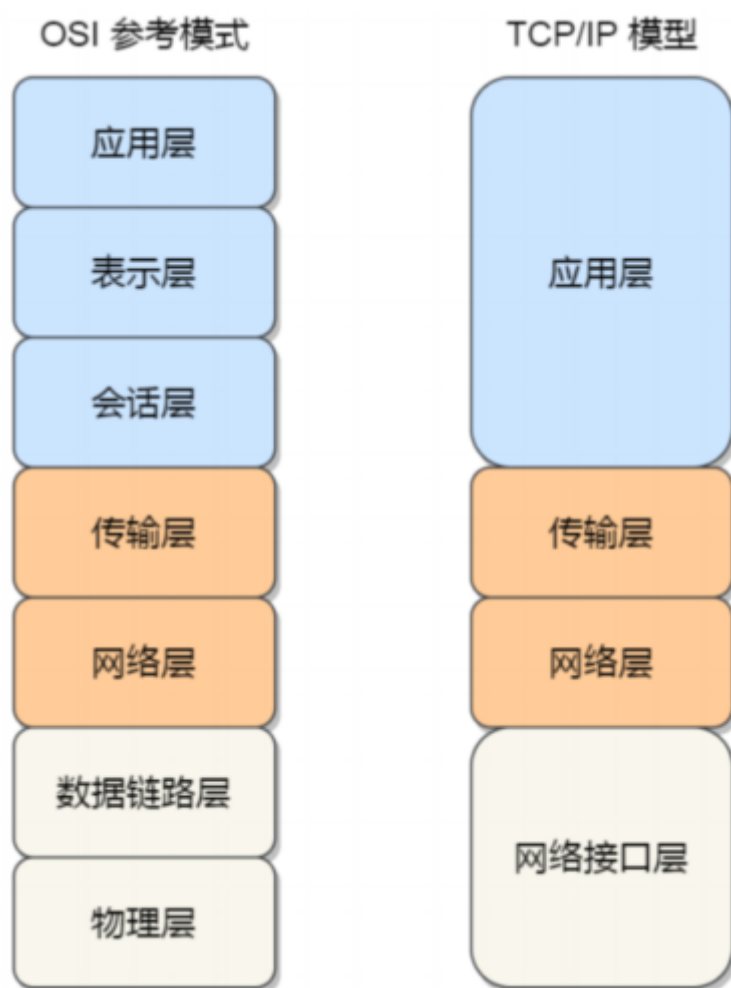 OSI 参考模式
应用层
表示层
会话层
传输层
网络层
数据链路层
物理层
TCP/IP 模型
应用层
传输层
网络层
网络接口层